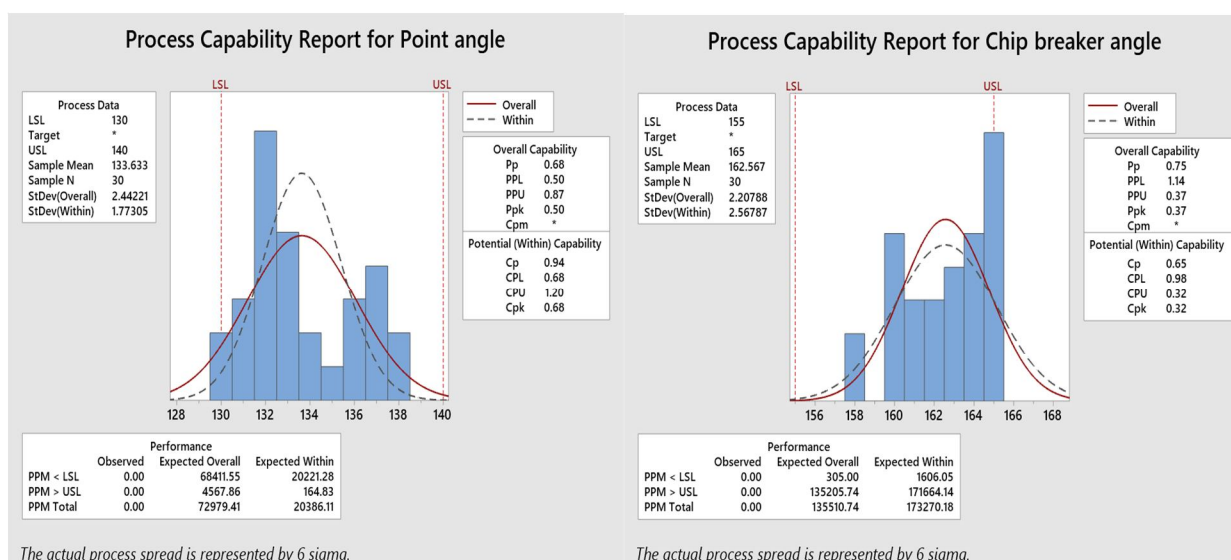 Process Capability Report for Point angle
LSL
USL
Process Data
LSL 130
Target *
USL 140
Sample Mean 133.633
Sample N 30
StDev(Overall) 2.44221
StDev(Within) 1.77305
Overall
Within
Overall Capability
Pp 0.68
PPL 0.50
PPU 0.87
Ppk 0.50
Cpm *
Potential (Within) Capability
Cp 0.94
CPL 0.68
CPU 1.20
Cpk 0.68
128 130 132 134 136 138 140
Performance
Observed Expected Overall Expected Within
PPM < LSL 0.00 68411.55 20221.28
PPM > USL 0.00 4567.86 164.83
PPM Total 0.00 72979.41 20386.11
The actual process spread is represented by 6 sigma.
Process Capability Report for Chip breaker angle
LSL
USL
Process Data
LSL 155
Target *
USL 165
Sample Mean 162.567
Sample N 30
StDev(Overall) 2.20788
StDev(Within) 2.56787
Overall
Within
Overall Capability
Pp 0.75
PPL 1.14
PPU 0.37
Ppk 0.37
Cpm *
Potential (Within) Capability
Cp 0.65
CPL 0.98
CPU 0.32
Cpk 0.32
156 158 160 162 164 166 168
Performance
Observed Expected Overall Expected Within
PPM < LSL 0.00 305.00 1606.05
PPM > USL 0.00 135205.74 171664.14
PPM Total 0.00 135510.74 173270.18
The actual process spread is represented by 6 sigma.